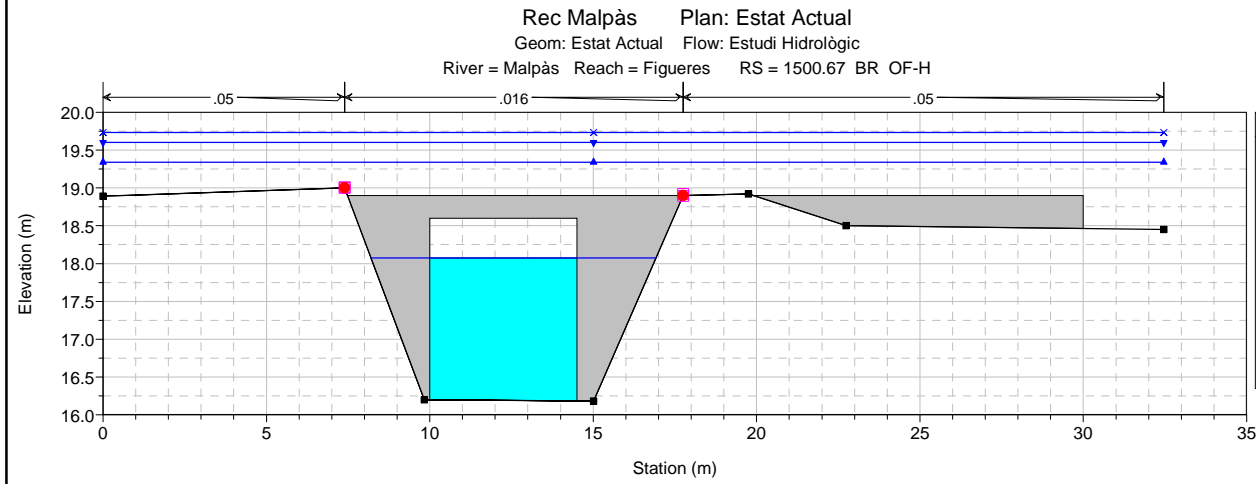 Rec Malpàs Plan: Estat Actual
Geom: Estat Actual Flow: Estudi Hidrològic
River = Malpàs Reach = Figueres RS = 1500.67 BR OF-H
.05 .016 .05
20.0
19.5
19.0
18.5
18.0
17.5
17.0
16.5
16.0
Elevation (m)
0 5 10 15 20 25 30 35
Station (m)